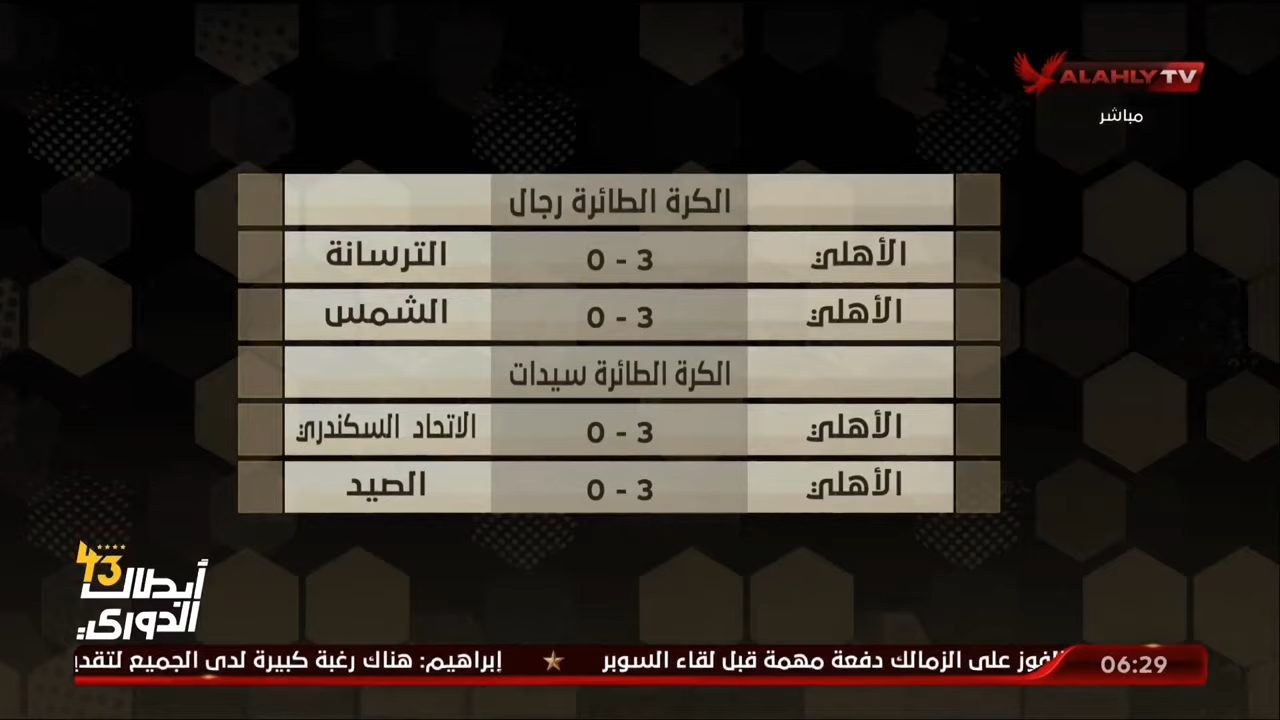 ALAHLY TV
مباشر
الكرة الطائرة رجال
الأهلي 3 - 0 الترسانة
الأهلي 3 - 0 الشمس
الكرة الطائرة سيدات
الأهلي 3 - 0 الاتحاد السكندري
الأهلي 3 - 0 الصيد
43
أبطال
الدوري
06:29
على الزمالك دفعة مهمة قبل لقاء السوبر
إبراهيم: هناك رغبة كبيرة لدى الجميع